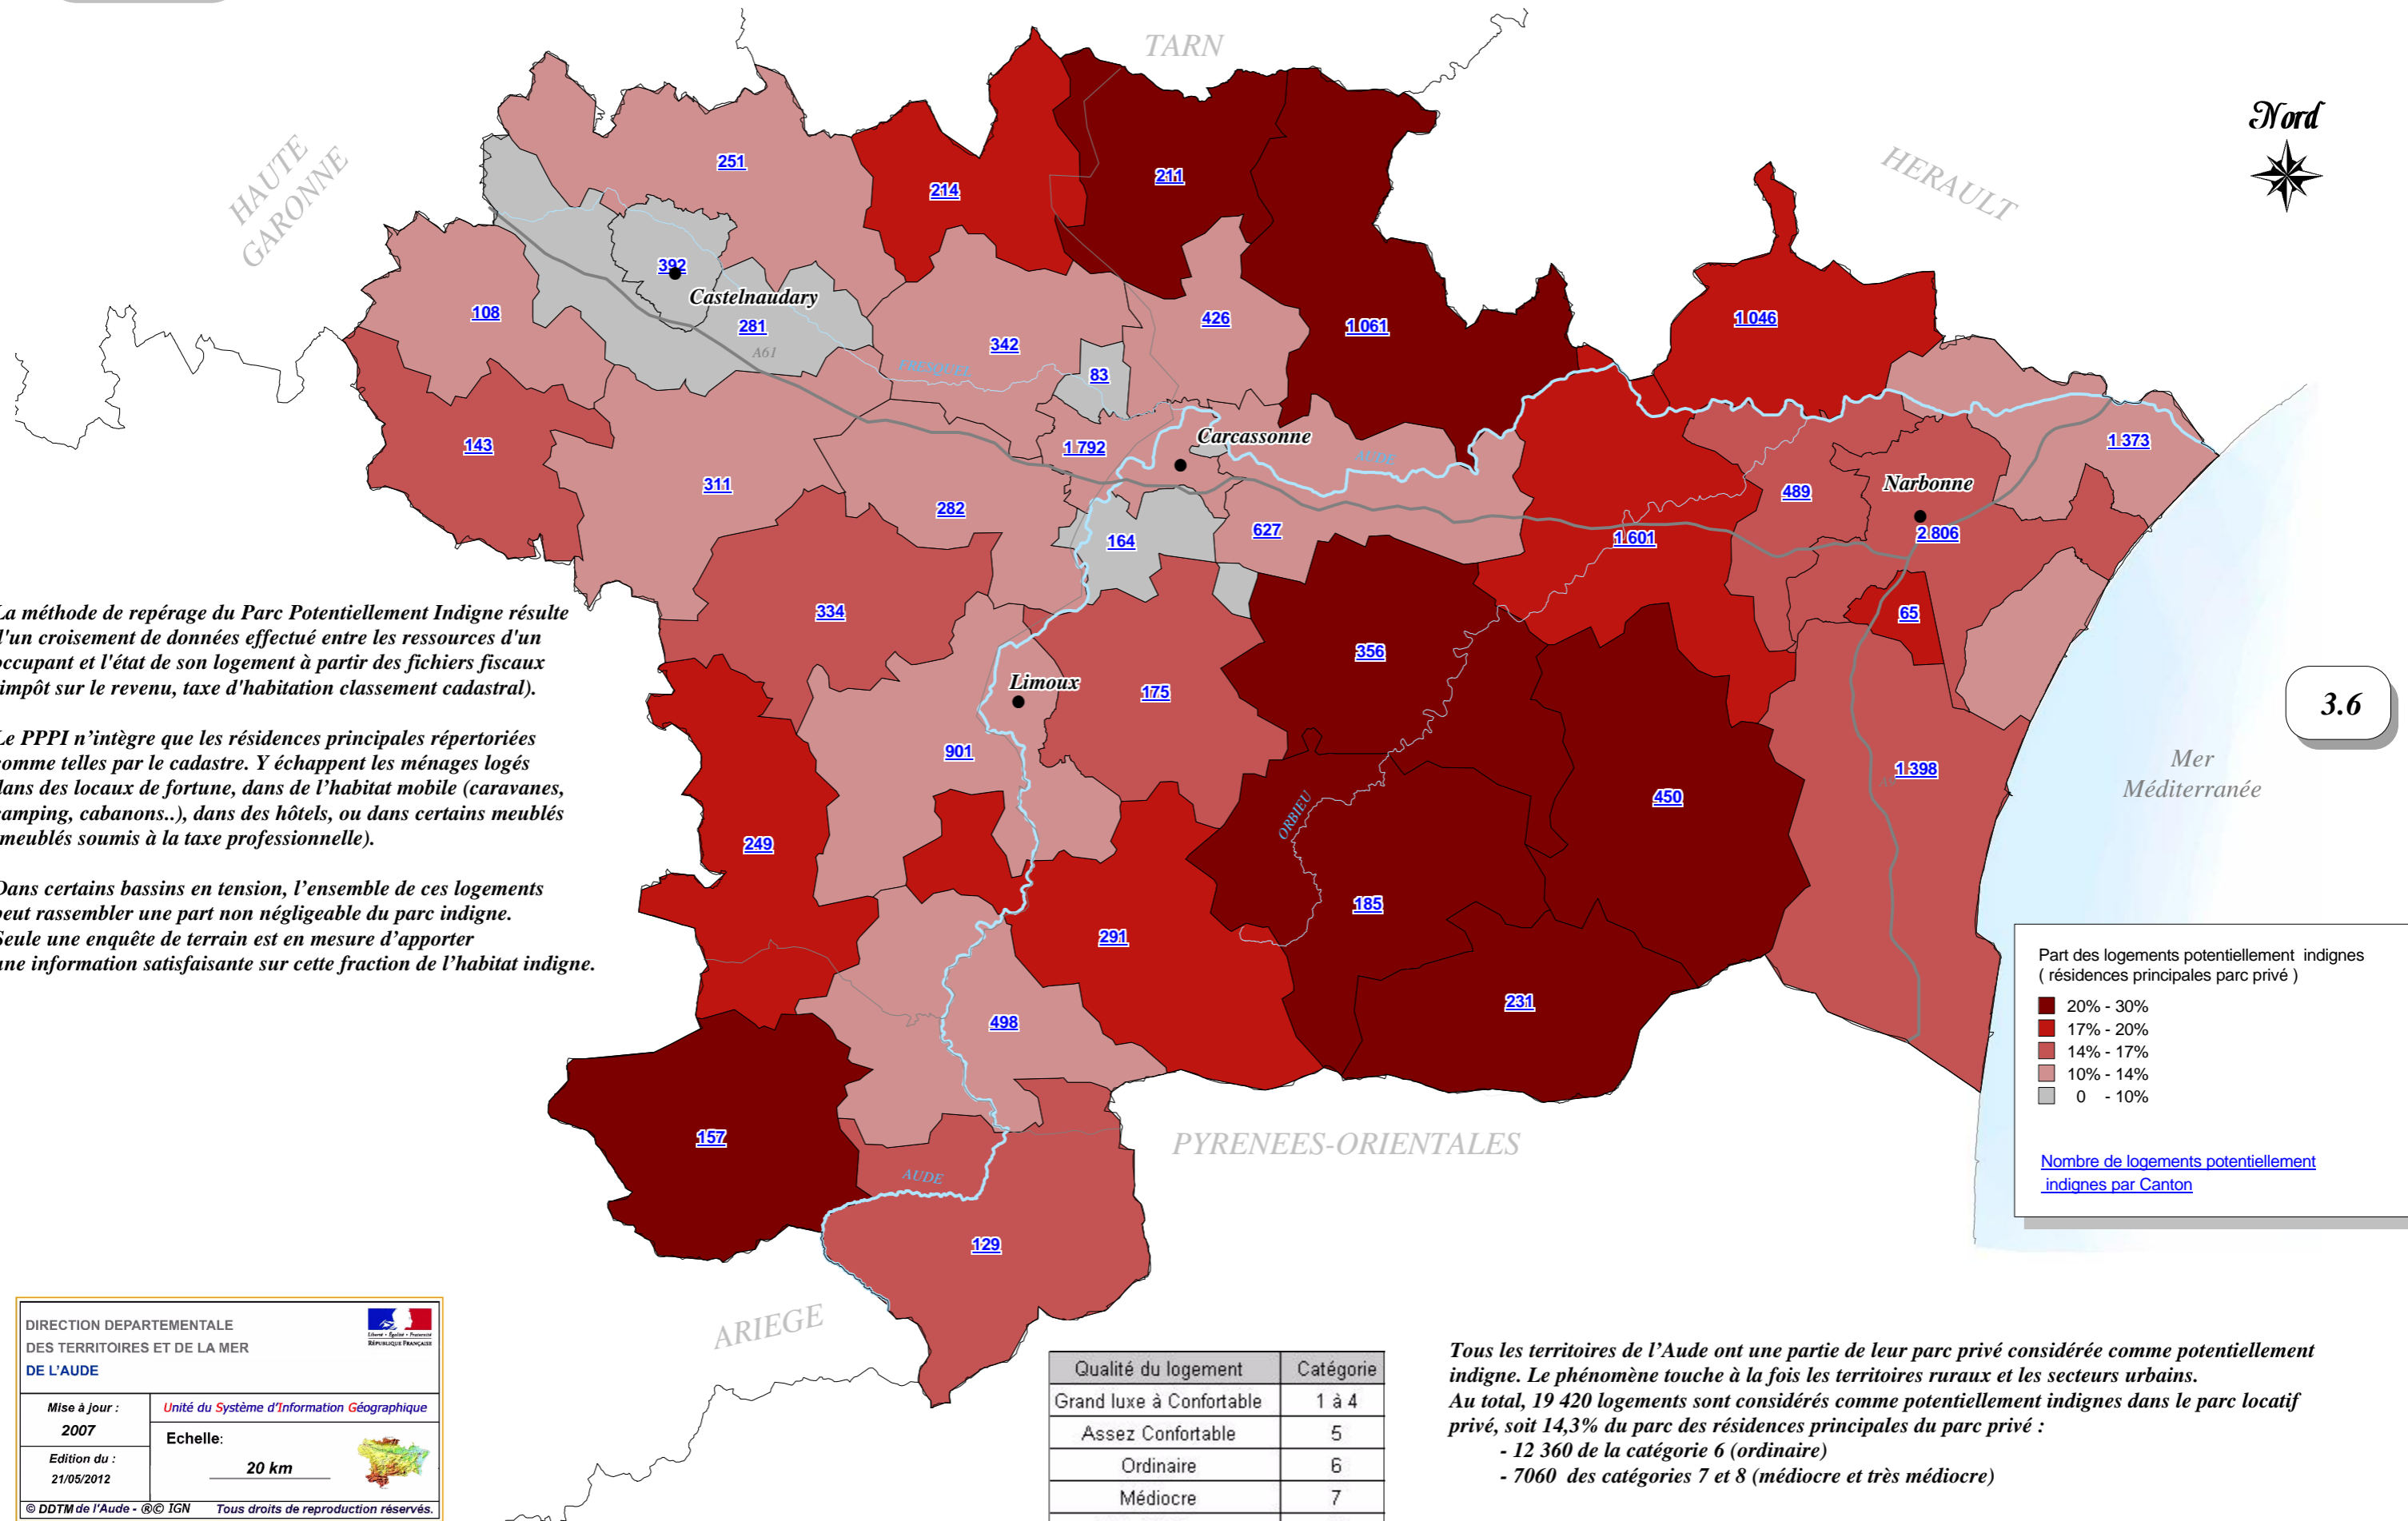 TARN
HAUTE
GARONNE
HERAULT
Nord
251
214
211
392
Castelnaudary
281
A61
108
342
FRESQUEL
83
426
1 061
1 046
143
311
282
1 792
Carcassonne
AUDE
164
627
1 601
489
Narbonne
2 806
1 373
65
334
Limoux
175
356
901
249
291
ORBIEU
185
450
1 398
231
498
157
AUDE
129
PYRENEES-ORIENTALES
ARIEGE
Mer
Méditerranée
3.6
La méthode de repérage du Parc Potentiellement Indigne résulte
d'un croisement de données effectué entre les ressources d'un
occupant et l'état de son logement à partir des fichiers fiscaux
impôt sur le revenu, taxe d'habitation classement cadastral).
Le PPPI n’intègre que les résidences principales répertoriées
comme telles par le cadastre. Y échappent les ménages logés
dans des locaux de fortune, dans de l’habitat mobile (caravanes,
camping, cabanons..), dans des hôtels, ou dans certains meublés
meublés soumis à la taxe professionnelle).
Dans certains bassins en tension, l’ensemble de ces logements
peut rassembler une part non négligeable du parc indigne.
Seule une enquête de terrain est en mesure d’apporter
une information satisfaisante sur cette fraction de l’habitat indigne.
Part des logements potentiellement indignes
( résidences principales parc privé )
20% - 30%
17% - 20%
14% - 17%
10% - 14%
0 - 10%
Nombre de logements potentiellement
indignes par Canton
DIRECTION DEPARTEMENTALE
DES TERRITOIRES ET DE LA MER
DE L'AUDE
Liberté • Égalité • Fraternité
RÉPUBLIQUE FRANÇAISE
Mise à jour :
2007
Unité du Système d'Information Géographique
Echelle:
20 km
Edition du :
21/05/2012
© DDTM de l'Aude - ®© IGN Tous droits de reproduction réservés.
Qualité du logement Catégorie
Grand luxe à Confortable 1 à 4
Assez Confortable 5
Ordinaire 6
Médiocre 7
Tous les territoires de l’Aude ont une partie de leur parc privé considérée comme potentiellement
indigne. Le phénomène touche à la fois les territoires ruraux et les secteurs urbains.
Au total, 19 420 logements sont considérés comme potentiellement indignes dans le parc locatif
privé, soit 14,3% du parc des résidences principales du parc privé :
- 12 360 de la catégorie 6 (ordinaire)
- 7060 des catégories 7 et 8 (médiocre et très médiocre)